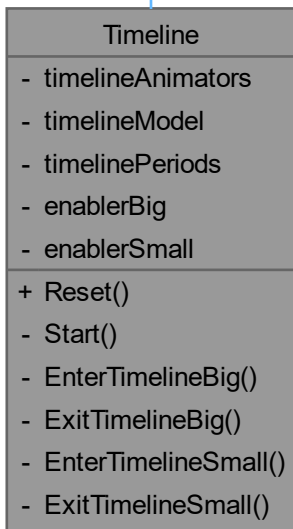 Timeline
- timelineAnimators
- timelineModel
- timelinePeriods
- enablerBig
- enablerSmall
+ Reset()
- Start()
- EnterTimelineBig()
- ExitTimelineBig()
- EnterTimelineSmall()
- ExitTimelineSmall()